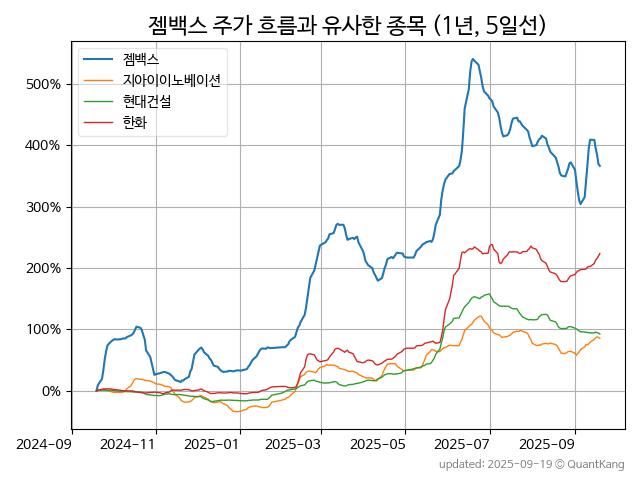 젬백스 주가 흐름과 유사한 종목 (1년, 5일선)
젬백스
지아이이노베이션
현대건설
한화
500%
400%
300%
200%
100%
0%
2024-09
2024-11
2025-01
2025-03
2025-05
2025-07
2025-09
updated: 2025-09-19 © QuantKang